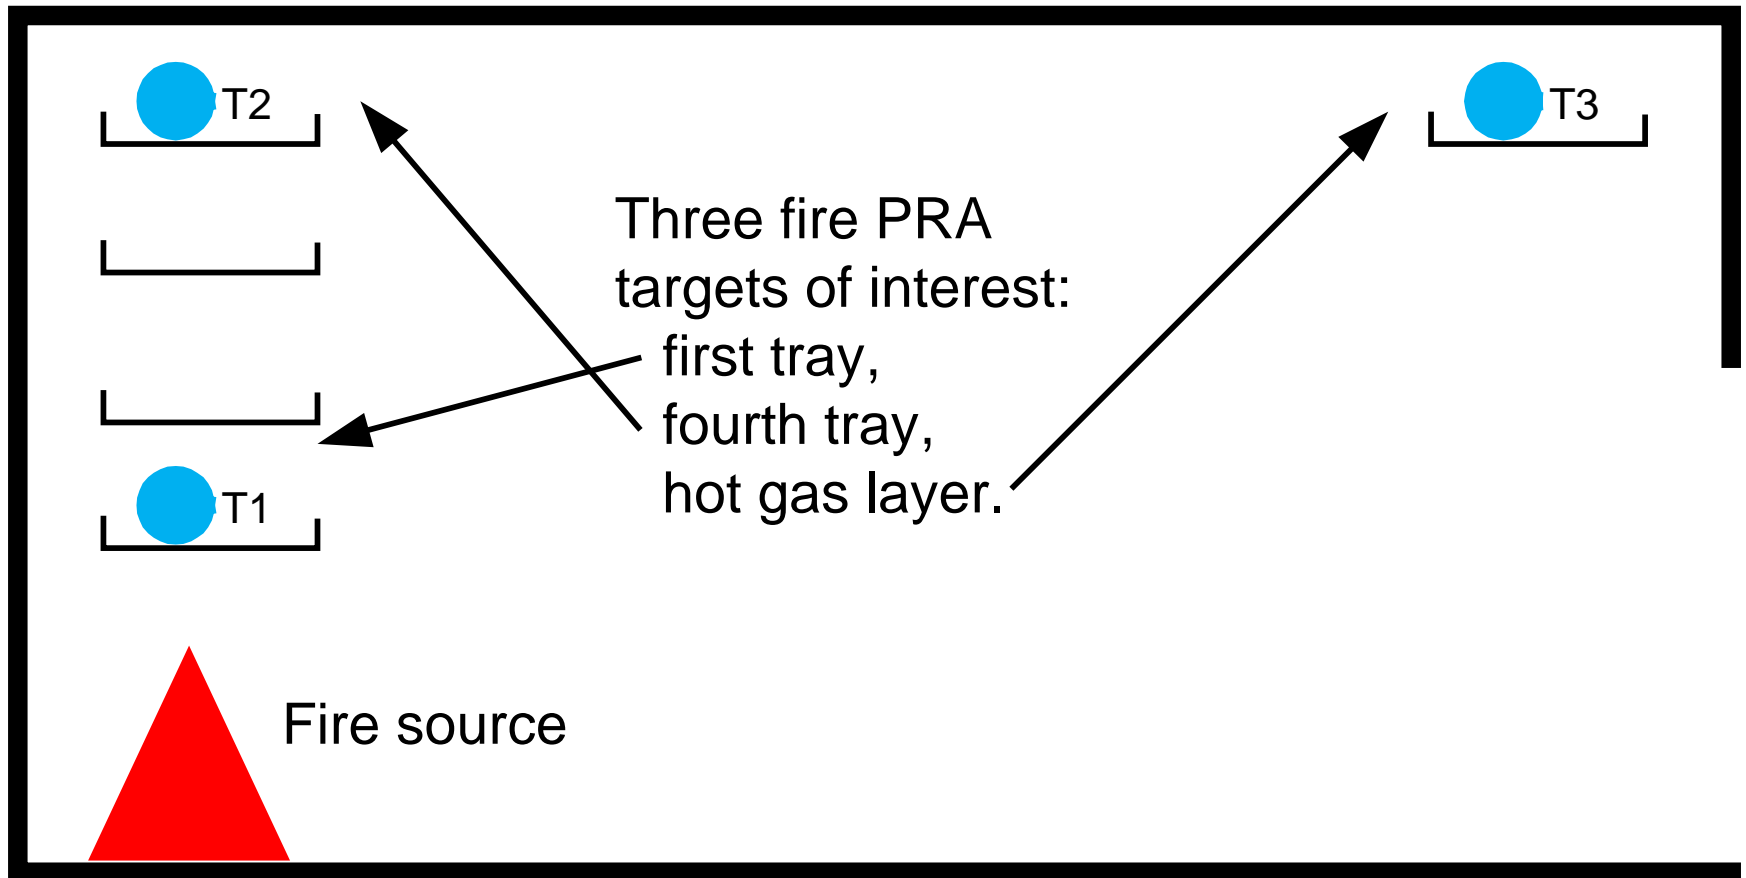 T2
T3
Three fire PRA
targets of interest:
first tray,
fourth tray,
hot gas layer.
T1
Fire source